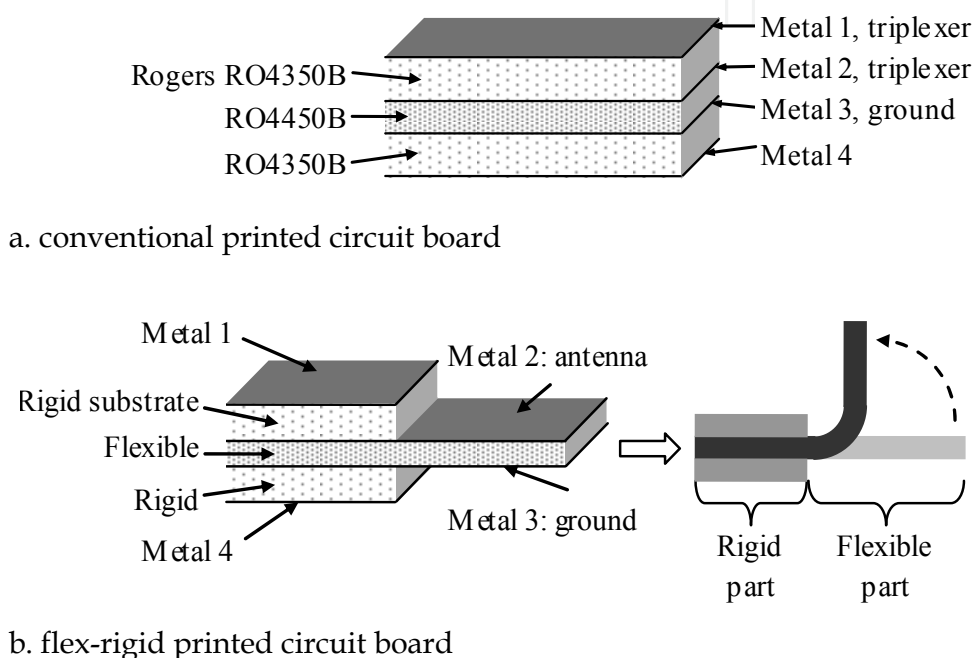 Metal 1, triplexer
Rogers RO4350B
Metal 2, triplexer
RO4450B
Metal 3, ground
RO4350B
Metal 4
a. conventional printed circuit board
Metal 1
Metal 2: antenna
Rigid substrate
Flexible
Rigid
Metal 3: ground
Metal 4
Rigid
part
Flexible
part
b. flex-rigid printed circuit board